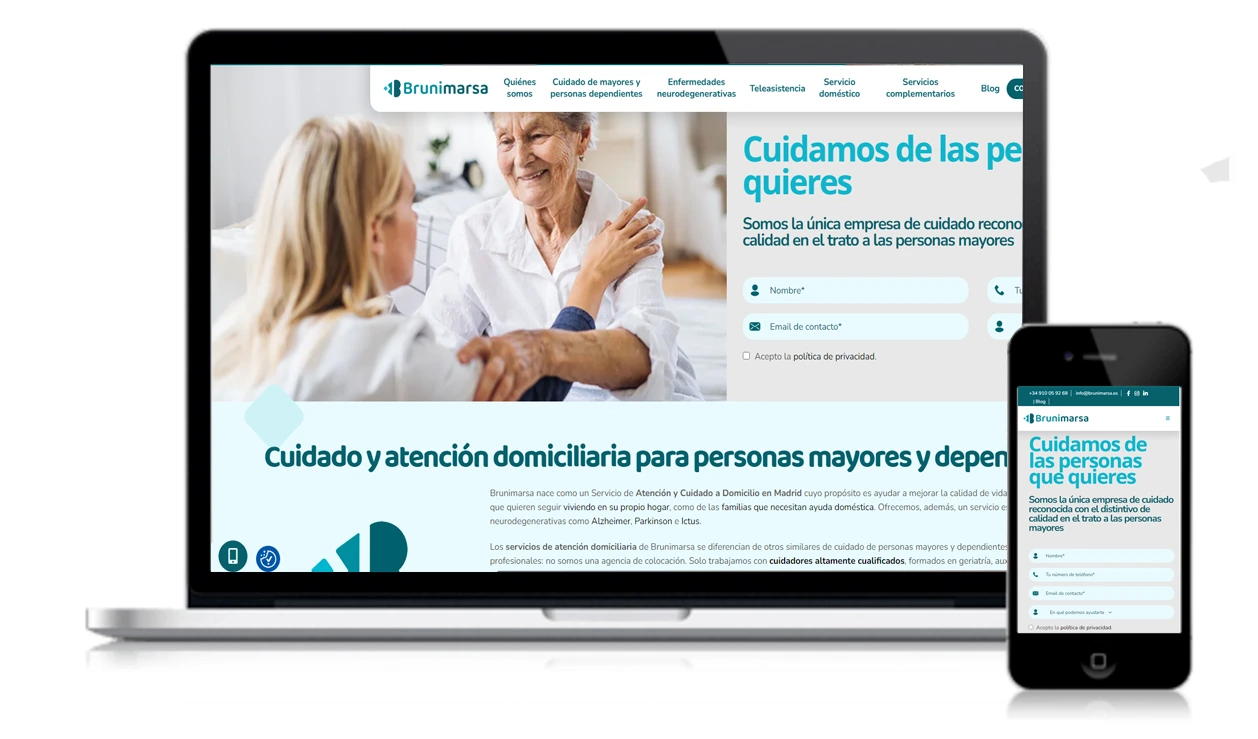 Brunimarsa
Quiénes
somos
Cuidado de mayores y
personas dependientes
Enfermedades
neurodegenerativas
Teleasistencia
Servicio
doméstico
Servicios
complementarios
Blog
CO
Cuidamos de las pe
quieres
Somos la única empresa de cuidado recono
calidad en el trato a las personas mayores
Nombre*
Tu
Email de contacto*
Acepto la política de privacidad.
Cuidado y atención domiciliaria para personas mayores y depen
Brunimarsa nace como un Servicio de Atención y Cuidado a Domicilio en Madrid cuyo propósito es ayudar a mejorar la calidad de vida
que quieren seguir viviendo en su propio hogar, como de las familias que necesitan ayuda doméstica. Ofrecemos, además, un servicio es
neurodegenerativas como Alzheimer, Parkinson e Ictus.
Los servicios de atención domiciliaria de Brunimarsa se diferencian de otros similares de cuidado de personas mayores y dependientes
profesionales: no somos una agencia de colocación. Solo trabajamos con cuidadores altamente cualificados, formados en geriatría, aux
+34 910 05 92 68 | info@brunimarsa.es |
| Blog |
Brunimarsa
Cuidamos de
las personas
que quieres
Somos la única empresa de cuidado
reconocida con el distintivo de
calidad en el trato a las personas
mayores
Nombre*
Tu número de teléfono*
Email de contacto*
En qué podemos ayudarte
Acepto la política de privacidad.